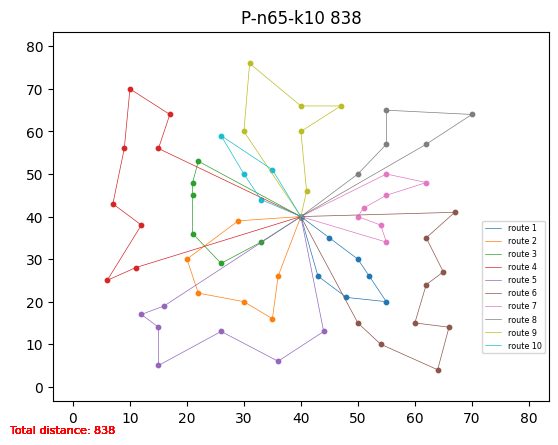 P-n65-k10 838
80
70
60
50
40
30
20
10
0
0 10 20 30 40 50 60 70 80
route 1
route 2
route 3
route 4
route 5
route 6
route 7
route 8
route 9
route 10
Total distance: 838